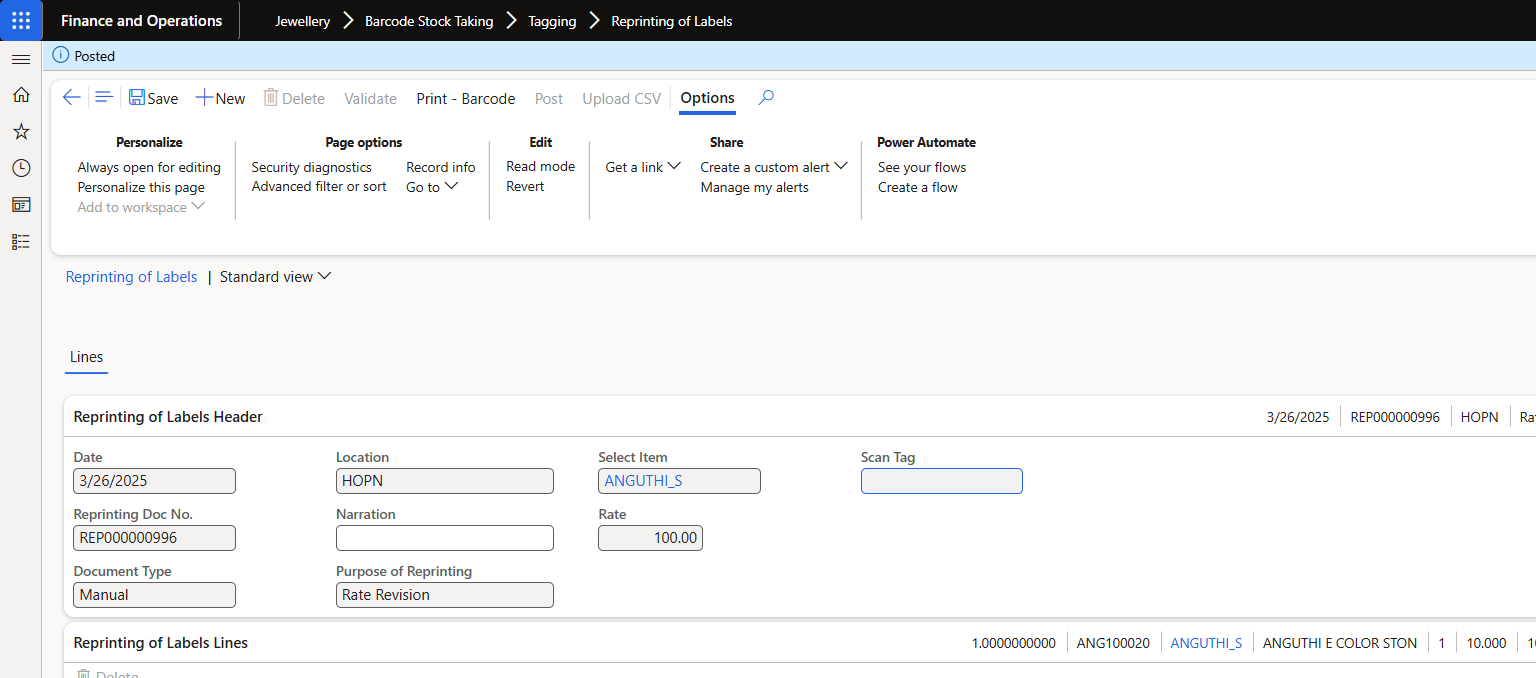 Finance and Operations Jewellery Barcode Stock Taking Tagging Reprinting of Labels
Posted
Save New Delete Validate Print - Barcode Post Upload CSV Options
Personalize
Always open for editing
Personalize this page
Add to workspace
Page options
Security diagnostics Record info
Advanced filter or sort Go to
Edit
Read mode
Revert
Share
Get a link Create a custom alert
Manage my alerts
Power Automate
See your flows
Create a flow
Reprinting of Labels | Standard view
Lines
Reprinting of Labels Header 3/26/2025 REP000000996 HOPN
Date Location Select Item Scan Tag
3/26/2025 HOPN ANGUTHI_S
Reprinting Doc No. Narration Rate
REP000000996 100.00
Document Type Purpose of Reprinting
Manual Rate Revision
Reprinting of Labels Lines 1.0000000000 ANG100020 ANGUTHI_S ANGUTHI E COLOR STON 1 10.000
Delete